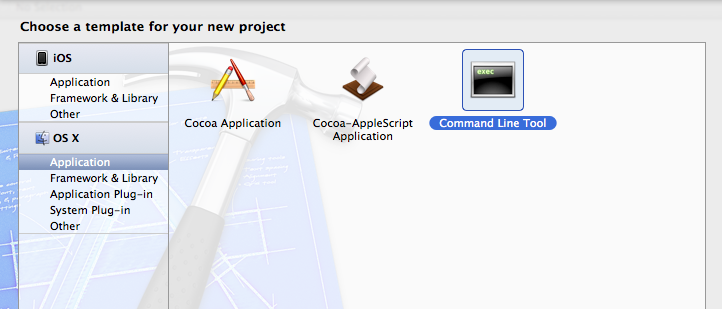 Choose a template for your new project
iOS
Application
Framework & Library
Other
OS X
Application
Framework & Library
Application Plug-in
System Plug-in
Other
Cocoa Application
Cocoa-AppleScript
Application
exec
Command Line Tool